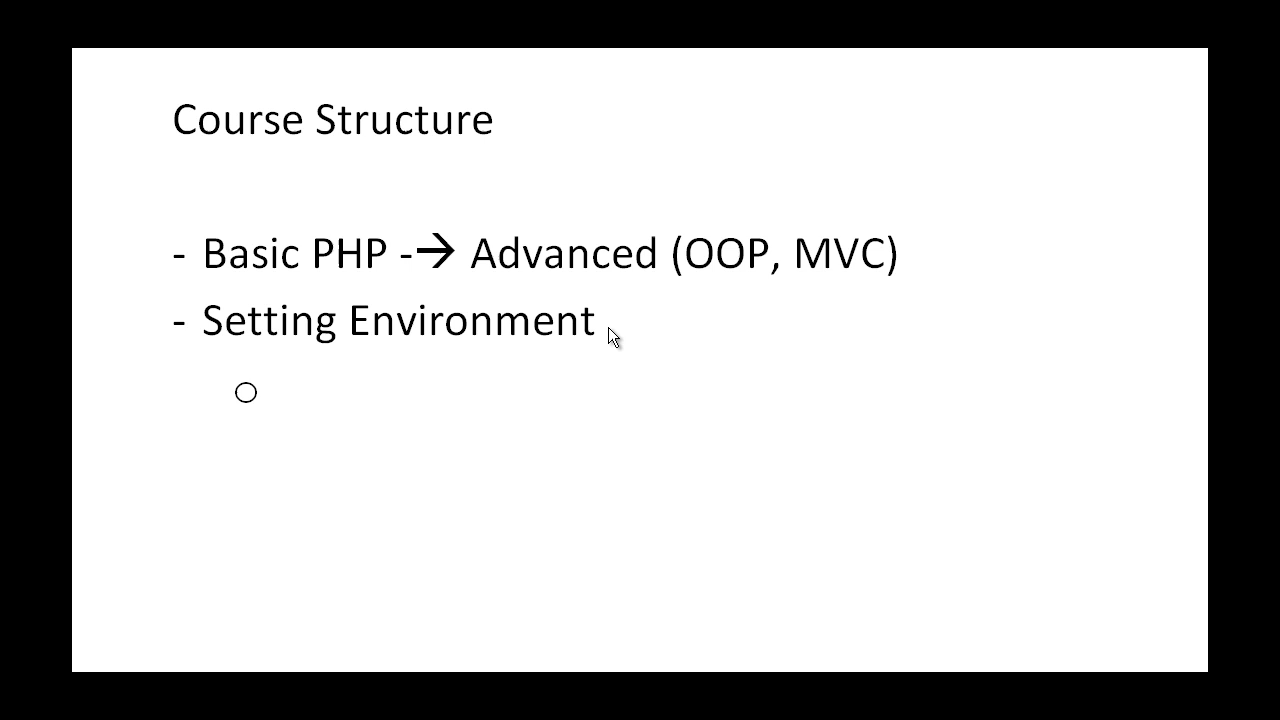 Course Structure
- Basic PHP -→ Advanced (OOP, MVC)
- Setting Environment